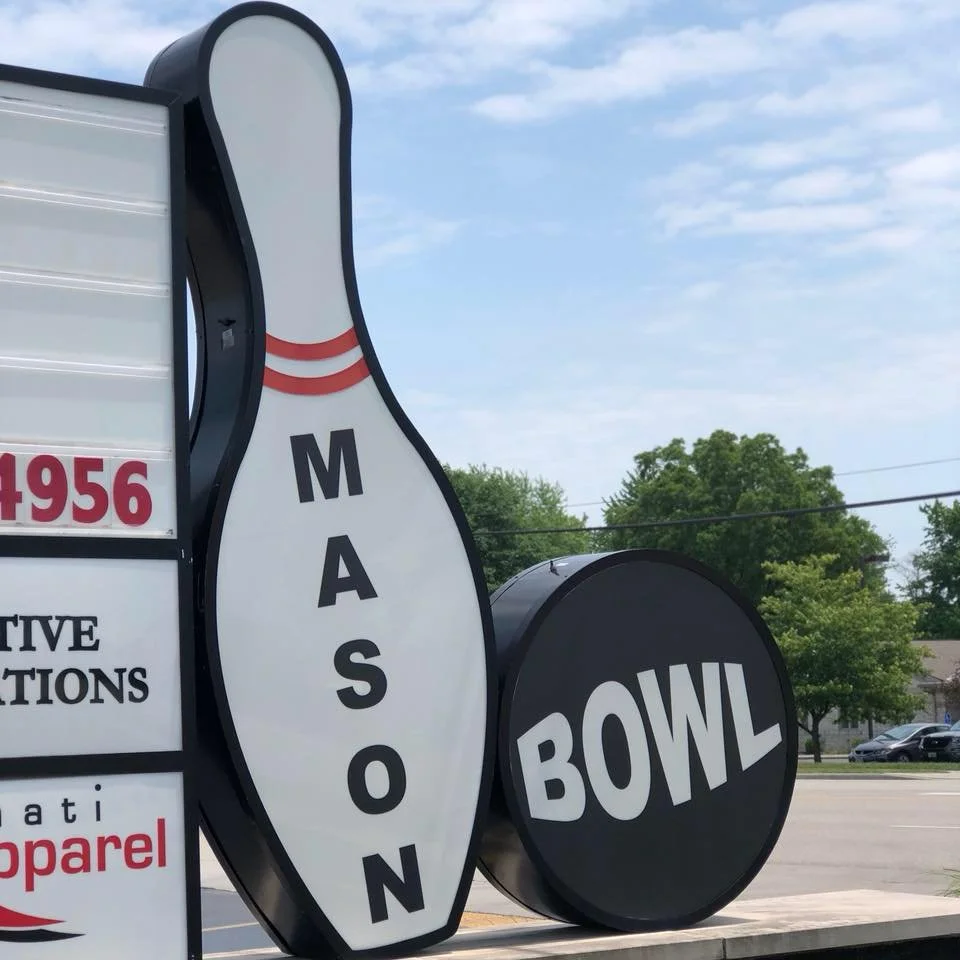 4956
TIVE
ATIONS
nati
pparel
MASON
BOWL